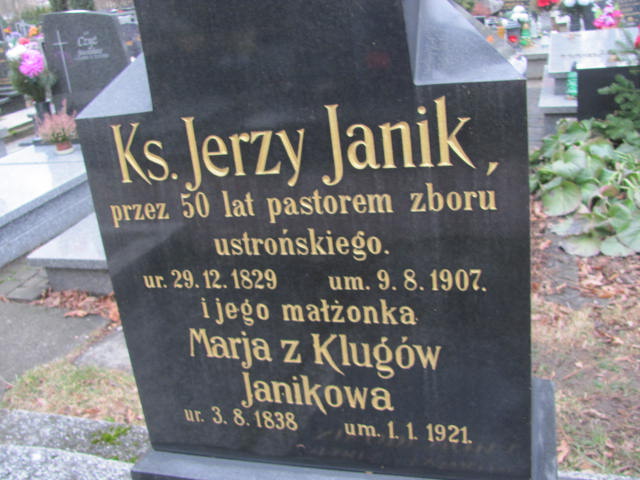 Ks. Jerzy Janik,
przez 50 lat pastorem zboru
ustrońskiego.
ur. 29. 12. 1829 um. 9. 8. 1907.
i jego małżonka
Marja z Klugów
Janikowa
ur. 3. 8. 1838 um. 1. 1. 1921.